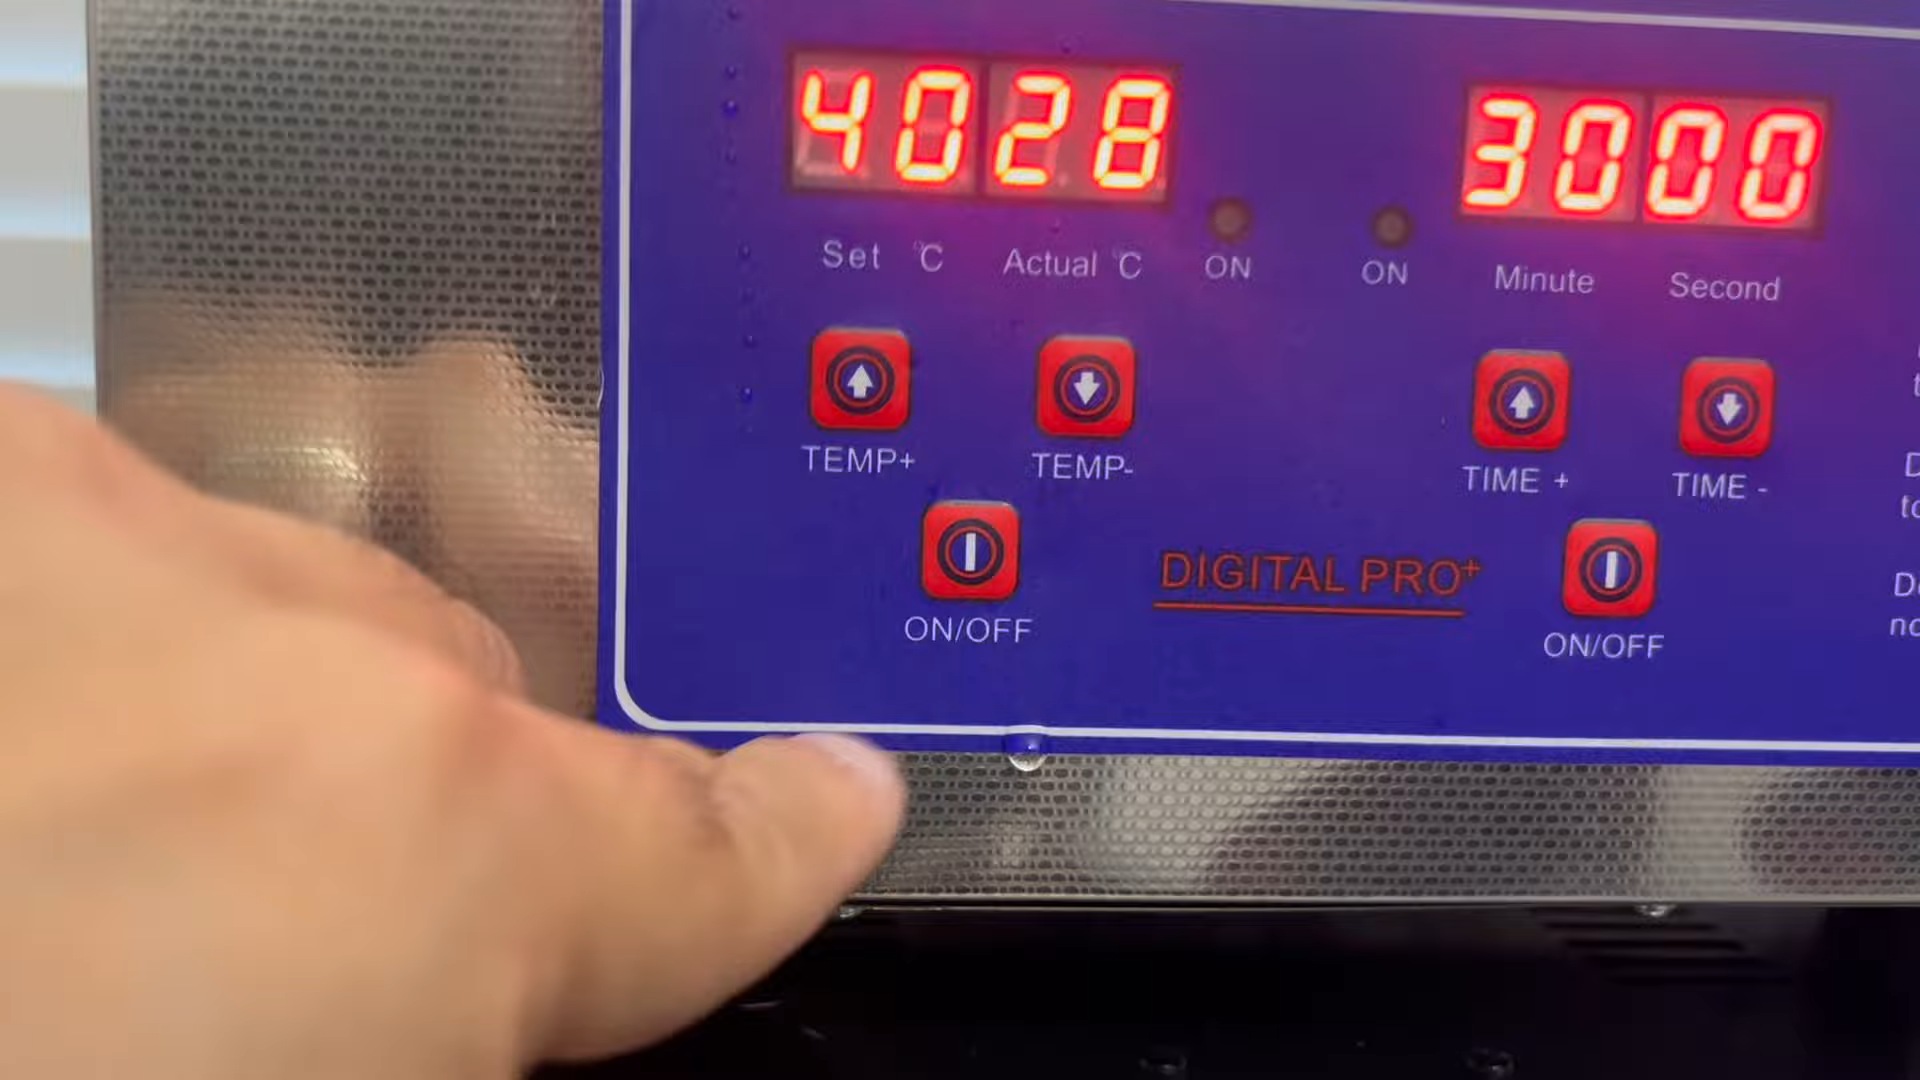 4028
3000
Set °C
Actual °C
ON
ON
Minute
Second
TEMP+
TEMP-
TIME +
TIME -
ON/OFF
DIGITAL PRO+
ON/OFF